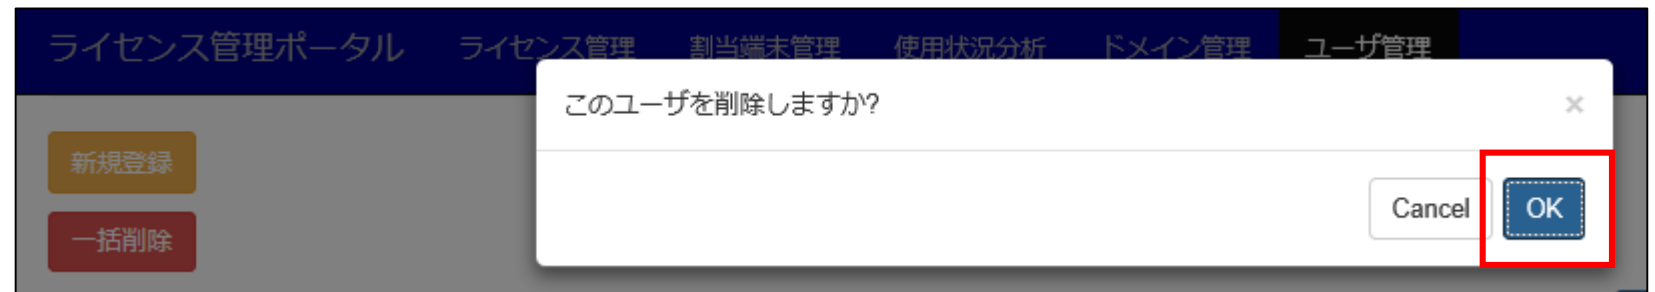 ライセンス管理ポータル ライセンス管理 割当端末管理 使用状況分析 ドメイン管理 ユーザ管理
このユーザを削除しますか? ×
新規登録
Cancel OK
一括削除